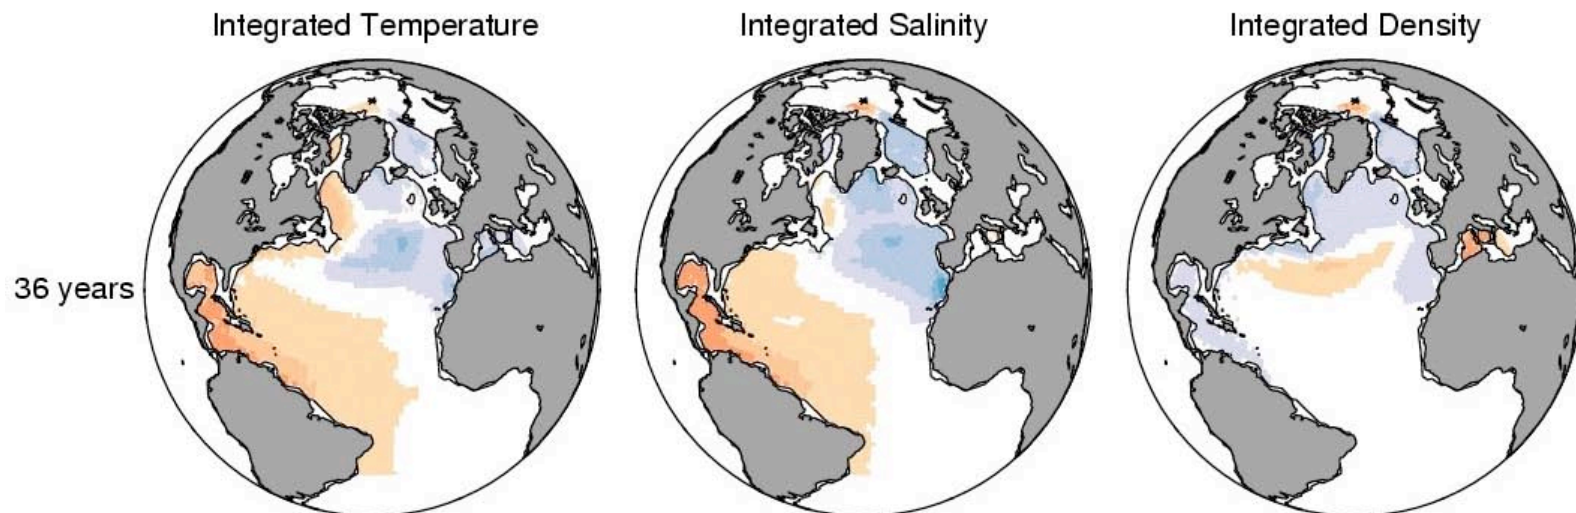 Integrated Temperature
Integrated Salinity
Integrated Density
36 years